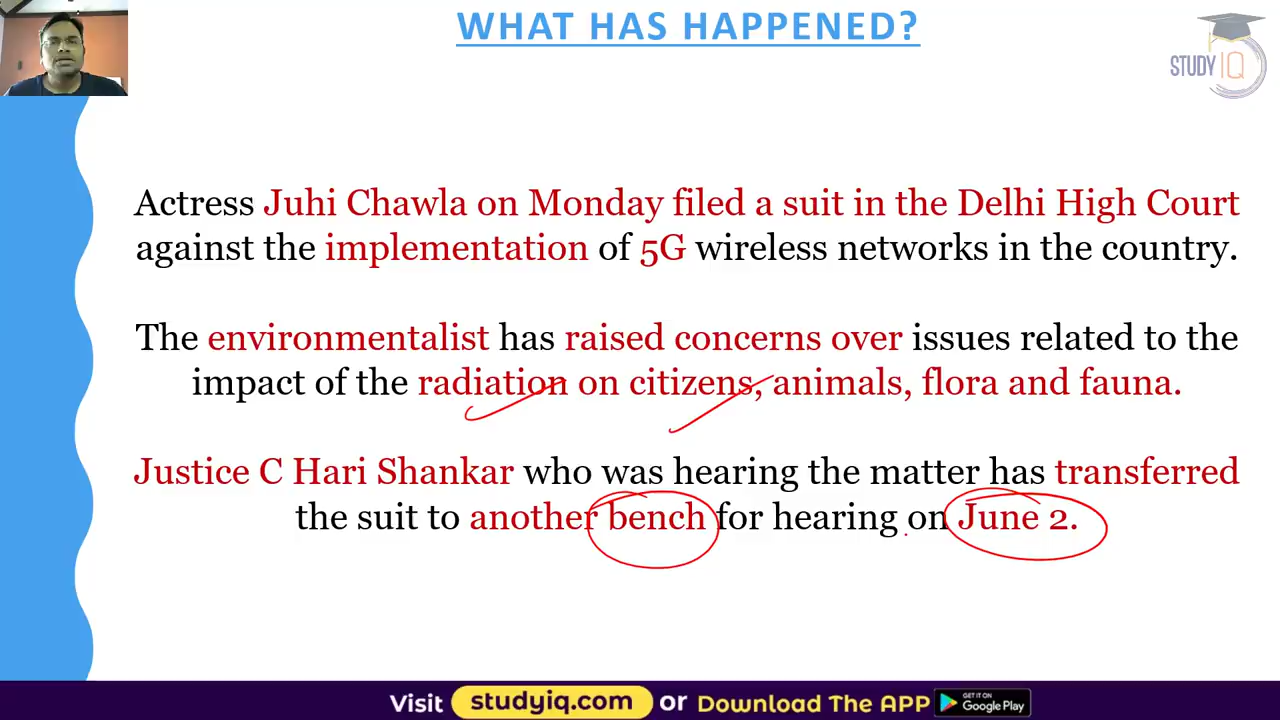 WHAT HAS HAPPENED?
STUDY IQ
Actress Juhi Chawla on Monday filed a suit in the Delhi High Court
against the implementation of 5G wireless networks in the country.
The environmentalist has raised concerns over issues related to the
impact of the radiation on citizens, animals, flora and fauna.
Justice C Hari Shankar who was hearing the matter has transferred
the suit to another bench for hearing on June 2.
Visit studyiq.com or Download The APP GET IT ON Google Play